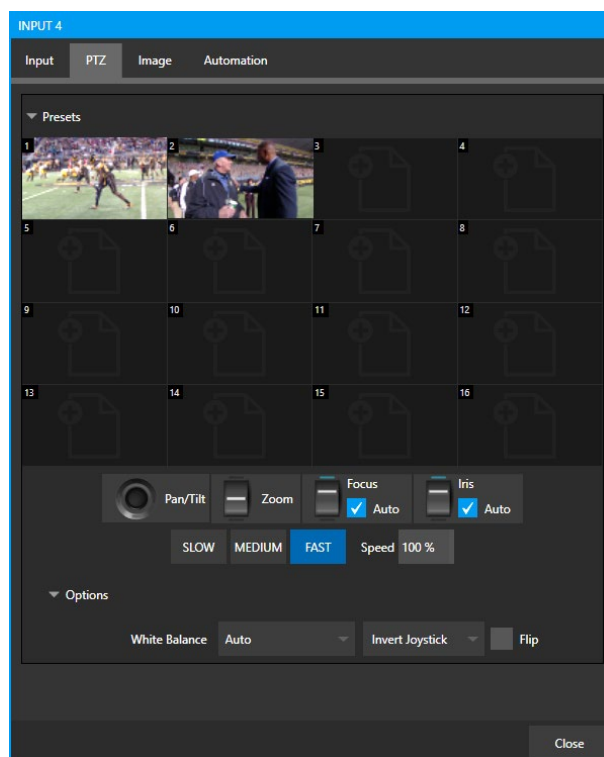 INPUT 4
Input PTZ Image Automation
Presets
1 2 3 4
5 6 7 8
9 10 11 12
13 14 15 16
Pan/Tilt Zoom Focus Auto Iris Auto
SLOW MEDIUM FAST Speed 100 %
Options
White Balance Auto Invert Joystick Flip
Close